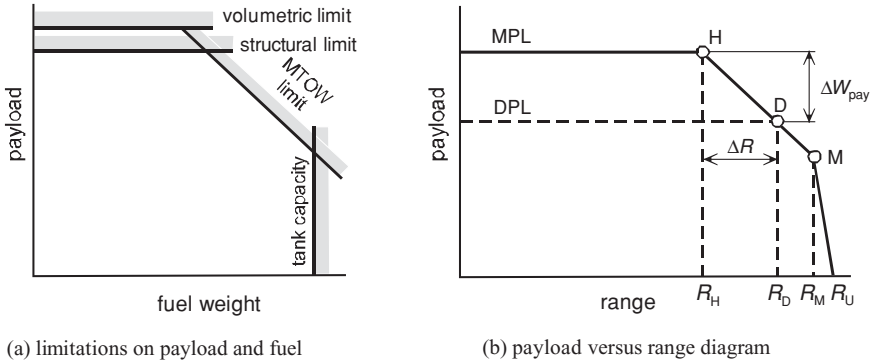 volumetric limit
structural limit
MTOW
limit
payload
tank capacity
fuel weight
(a) limitations on payload and fuel
MPL
H
ΔW_pay
DPL
D
ΔR
M
payload
range
R_H
R_D
R_M
R_U
(b) payload versus range diagram